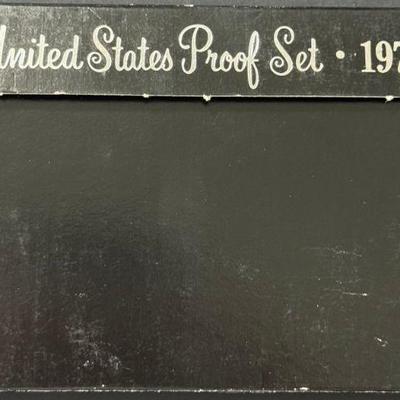 United States Proof Set • 197